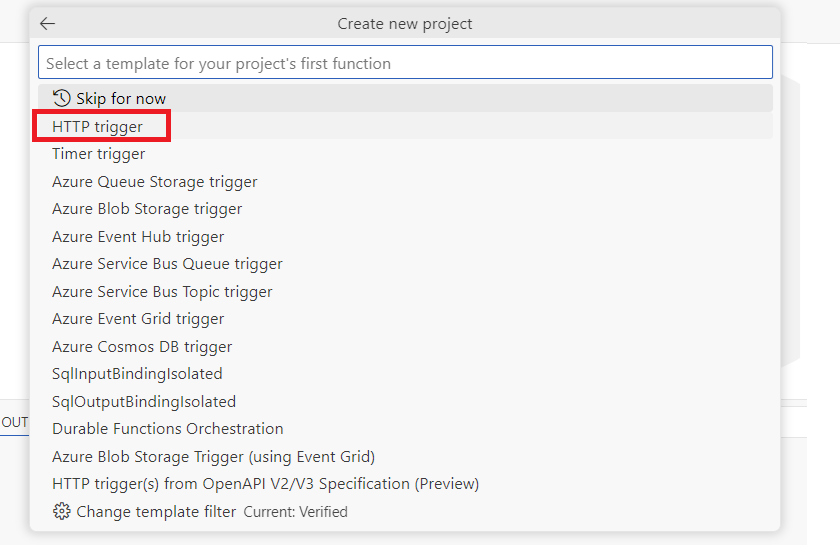 Create new project
Select a template for your project's first function
Skip for now
HTTP trigger
Timer trigger
Azure Queue Storage trigger
Azure Blob Storage trigger
Azure Event Hub trigger
Azure Service Bus Queue trigger
Azure Service Bus Topic trigger
Azure Event Grid trigger
Azure Cosmos DB trigger
SqlInputBindingIsolated
SqlOutputBindingIsolated
OUT
Durable Functions Orchestration
Azure Blob Storage Trigger (using Event Grid)
HTTP trigger(s) from OpenAPI V2/V3 Specification (Preview)
Change template filter Current: Verified